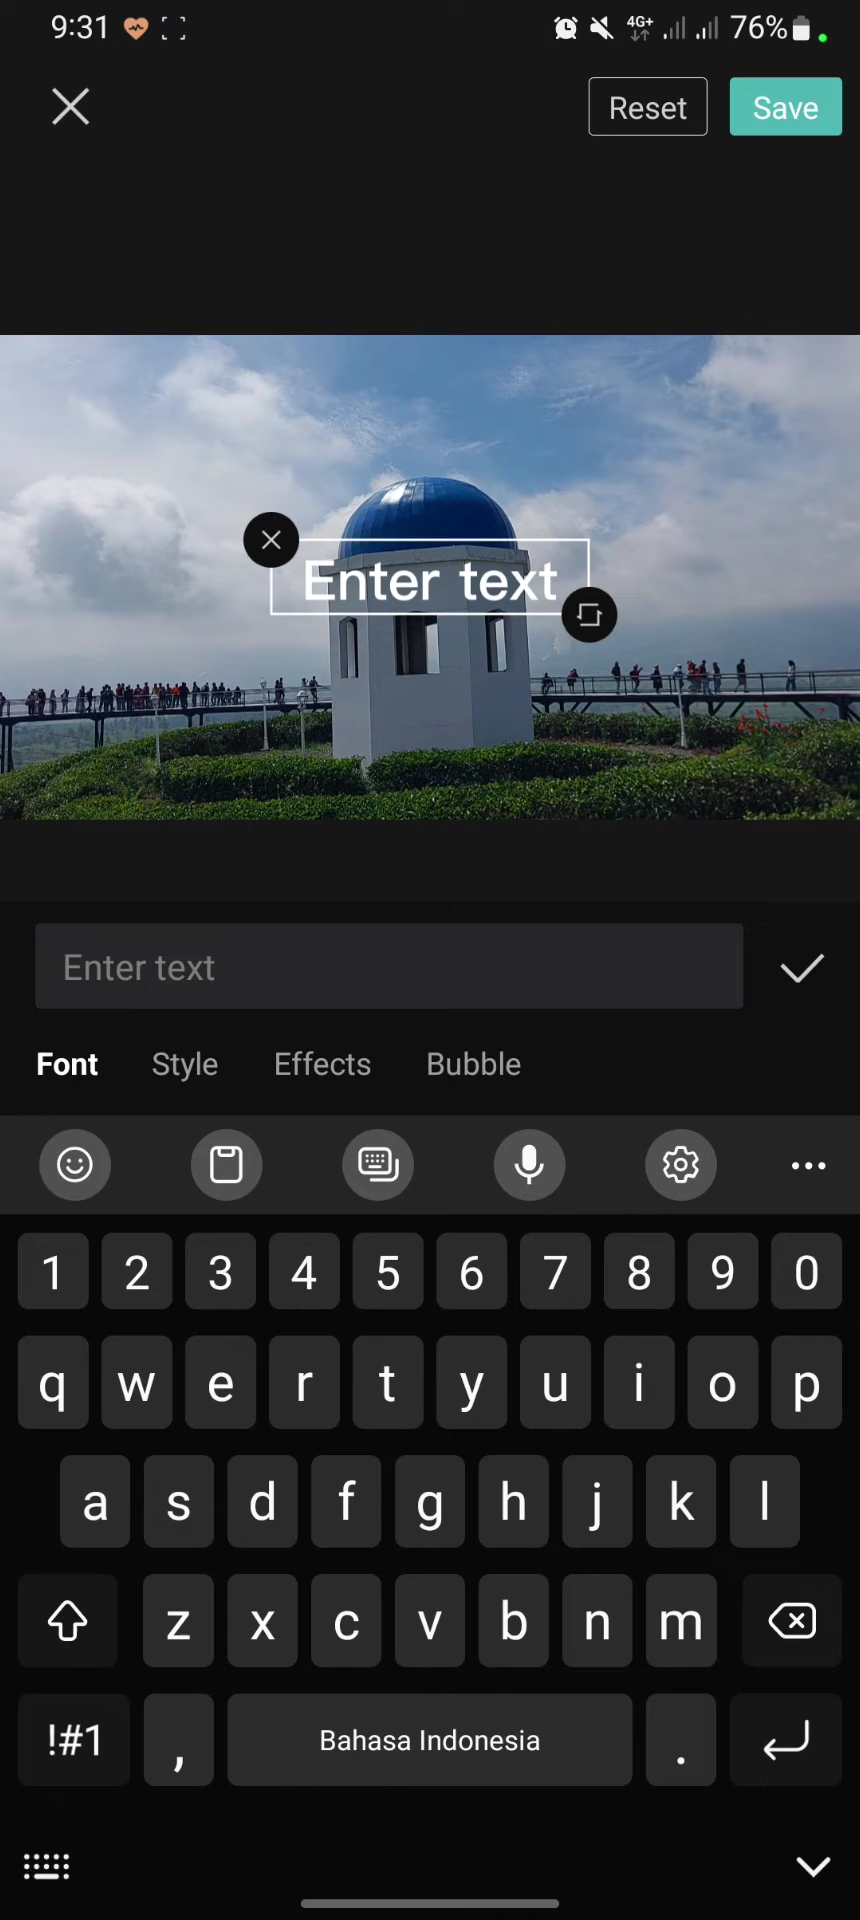 9:31 4G+ 76%
Reset Save
Enter text
Enter text
Font Style Effects Bubble
1 2 3 4 5 6 7 8 9 0
q w e r t y u i o p
a s d f g h j k l
z x c v b n m
!#1 , Bahasa Indonesia .